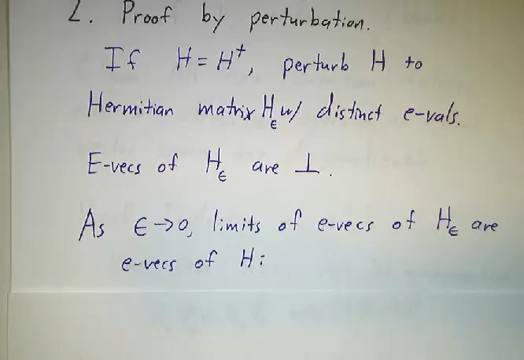 2. Proof by perturbation.
If H = H†, perturb H to
Hermitian matrix H_ϵ w/ distinct e-vals.
E-vecs of H_ϵ are ⊥.
As ϵ→0, limits of e-vecs of H_ϵ are
e-vecs of H: